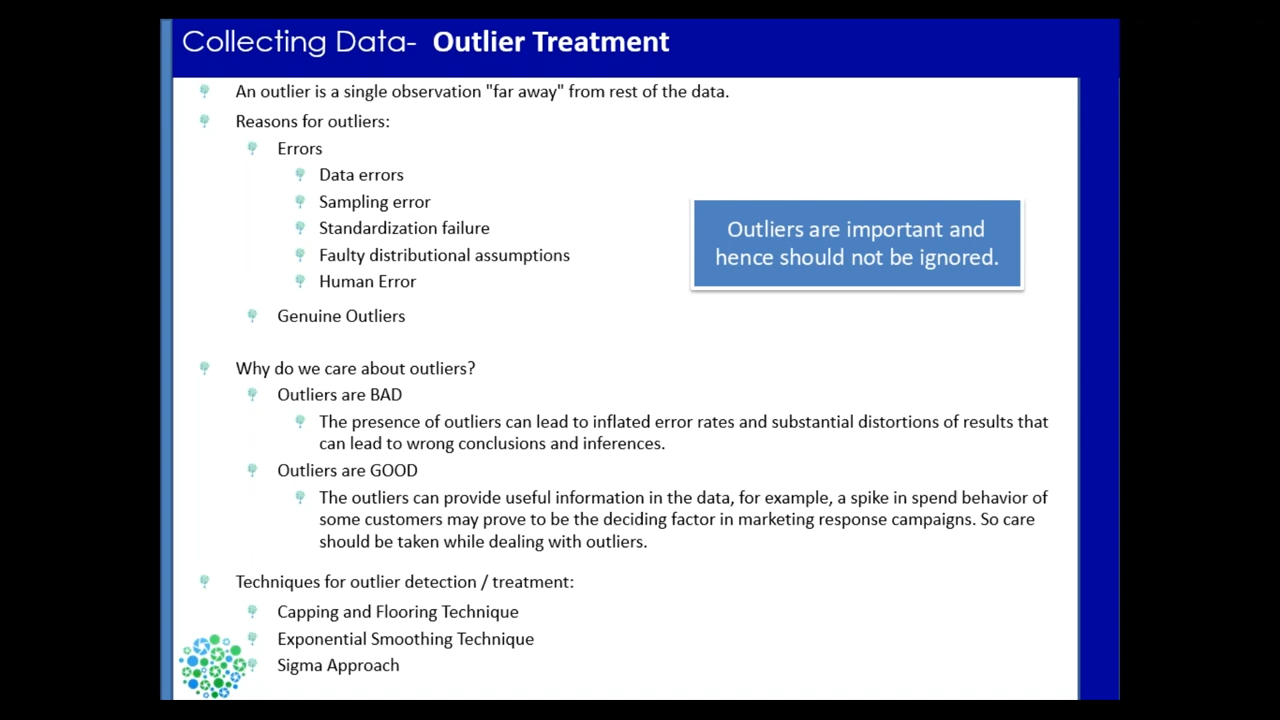 Collecting Data- Outlier Treatment
An outlier is a single observation "far away" from rest of the data.
Reasons for outliers:
Errors
Data errors
Sampling error
Standardization failure
Faulty distributional assumptions
Human Error
Genuine Outliers
Outliers are important and
hence should not be ignored.
Why do we care about outliers?
Outliers are BAD
The presence of outliers can lead to inflated error rates and substantial distortions of results that
can lead to wrong conclusions and inferences.
Outliers are GOOD
The outliers can provide useful information in the data, for example, a spike in spend behavior of
some customers may prove to be the deciding factor in marketing response campaigns. So care
should be taken while dealing with outliers.
Techniques for outlier detection / treatment:
Capping and Flooring Technique
Exponential Smoothing Technique
Sigma Approach